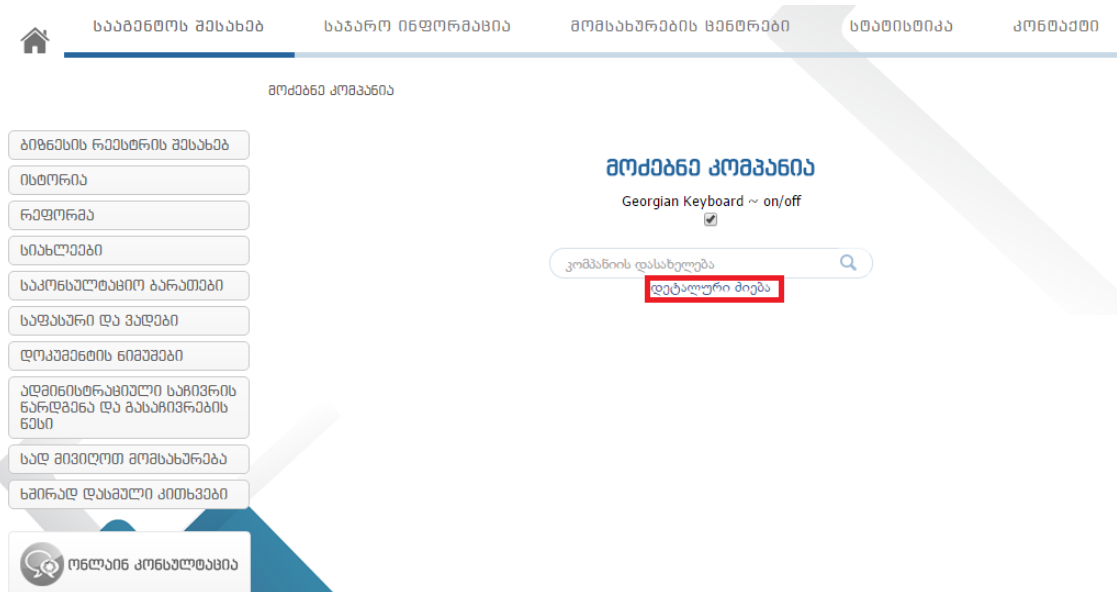 სააგენტოს შესახებ
საჯარო ინფორმაცია
მომსახურების ცენტრები
სტატისტიკა
კონტაქტი
მოძებნე კომპანია
ბიზნესის რეესტრის შესახებ
ისტორია
რეფორმა
სიახლეები
საკონსულტაციო ბარათები
საფასური და ვადები
დოკუმენტის ნიმუშები
ადმინისტრაციული საჩივრის
წარდგენა და გასაჩივრების
წესი
სად მივიღოთ მომსახურება
ხშირად დასმული კითხვები
ონლაინ კონსულტაცია
მოძებნე კომპანია
Georgian Keyboard ~ on/off
კომპანიის დასახელება
დეტალური ძიება